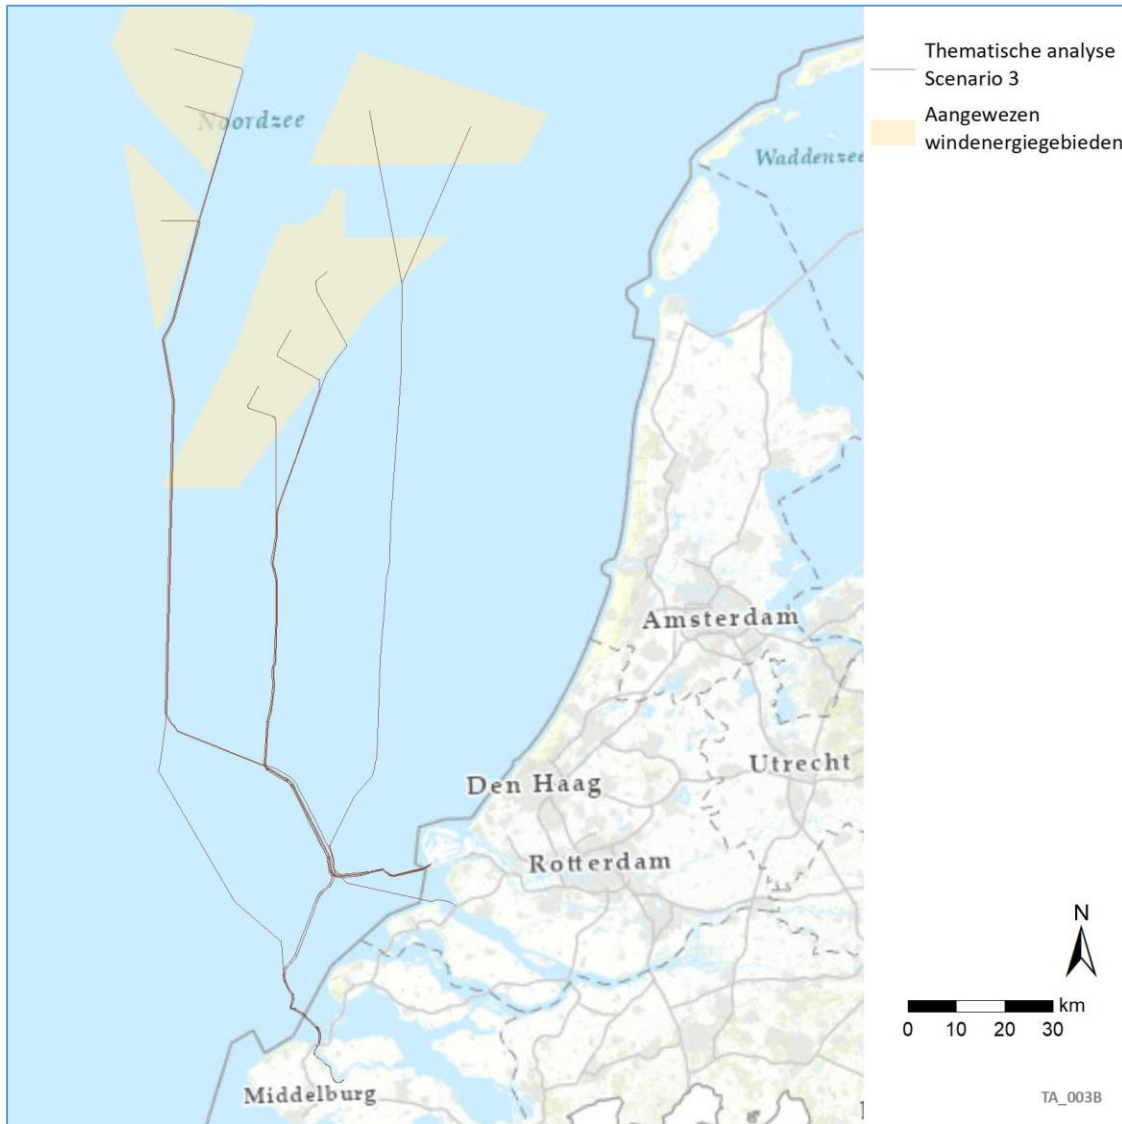 Thematische analyse
Scenario 3
Aangewezen
windenergiegebieden
Noordzee
Waddenzee
Amsterdam
Utrecht
Den Haag
Rotterdam
Middelburg
N
km
0 10 20 30
TA_003B